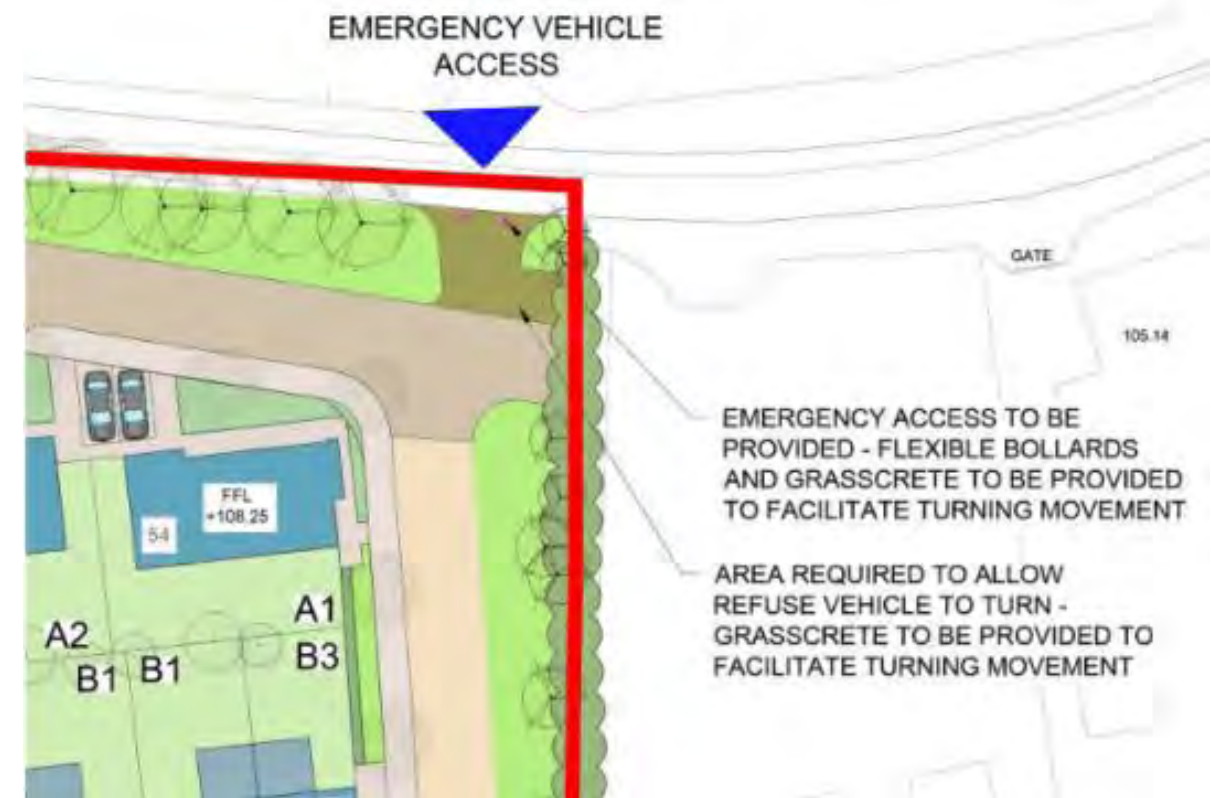 EMERGENCY VEHICLE
ACCESS
GATE
105.14
EMERGENCY ACCESS TO BE
PROVIDED - FLEXIBLE BOLLARDS
AND GRASSCRETE TO BE PROVIDED
TO FACILITATE TURNING MOVEMENT
FFL
+108.25
54
AREA REQUIRED TO ALLOW
REFUSE VEHICLE TO TURN -
GRASSCRETE TO BE PROVIDED TO
FACILITATE TURNING MOVEMENT
A1
A2
B3
B1 B1